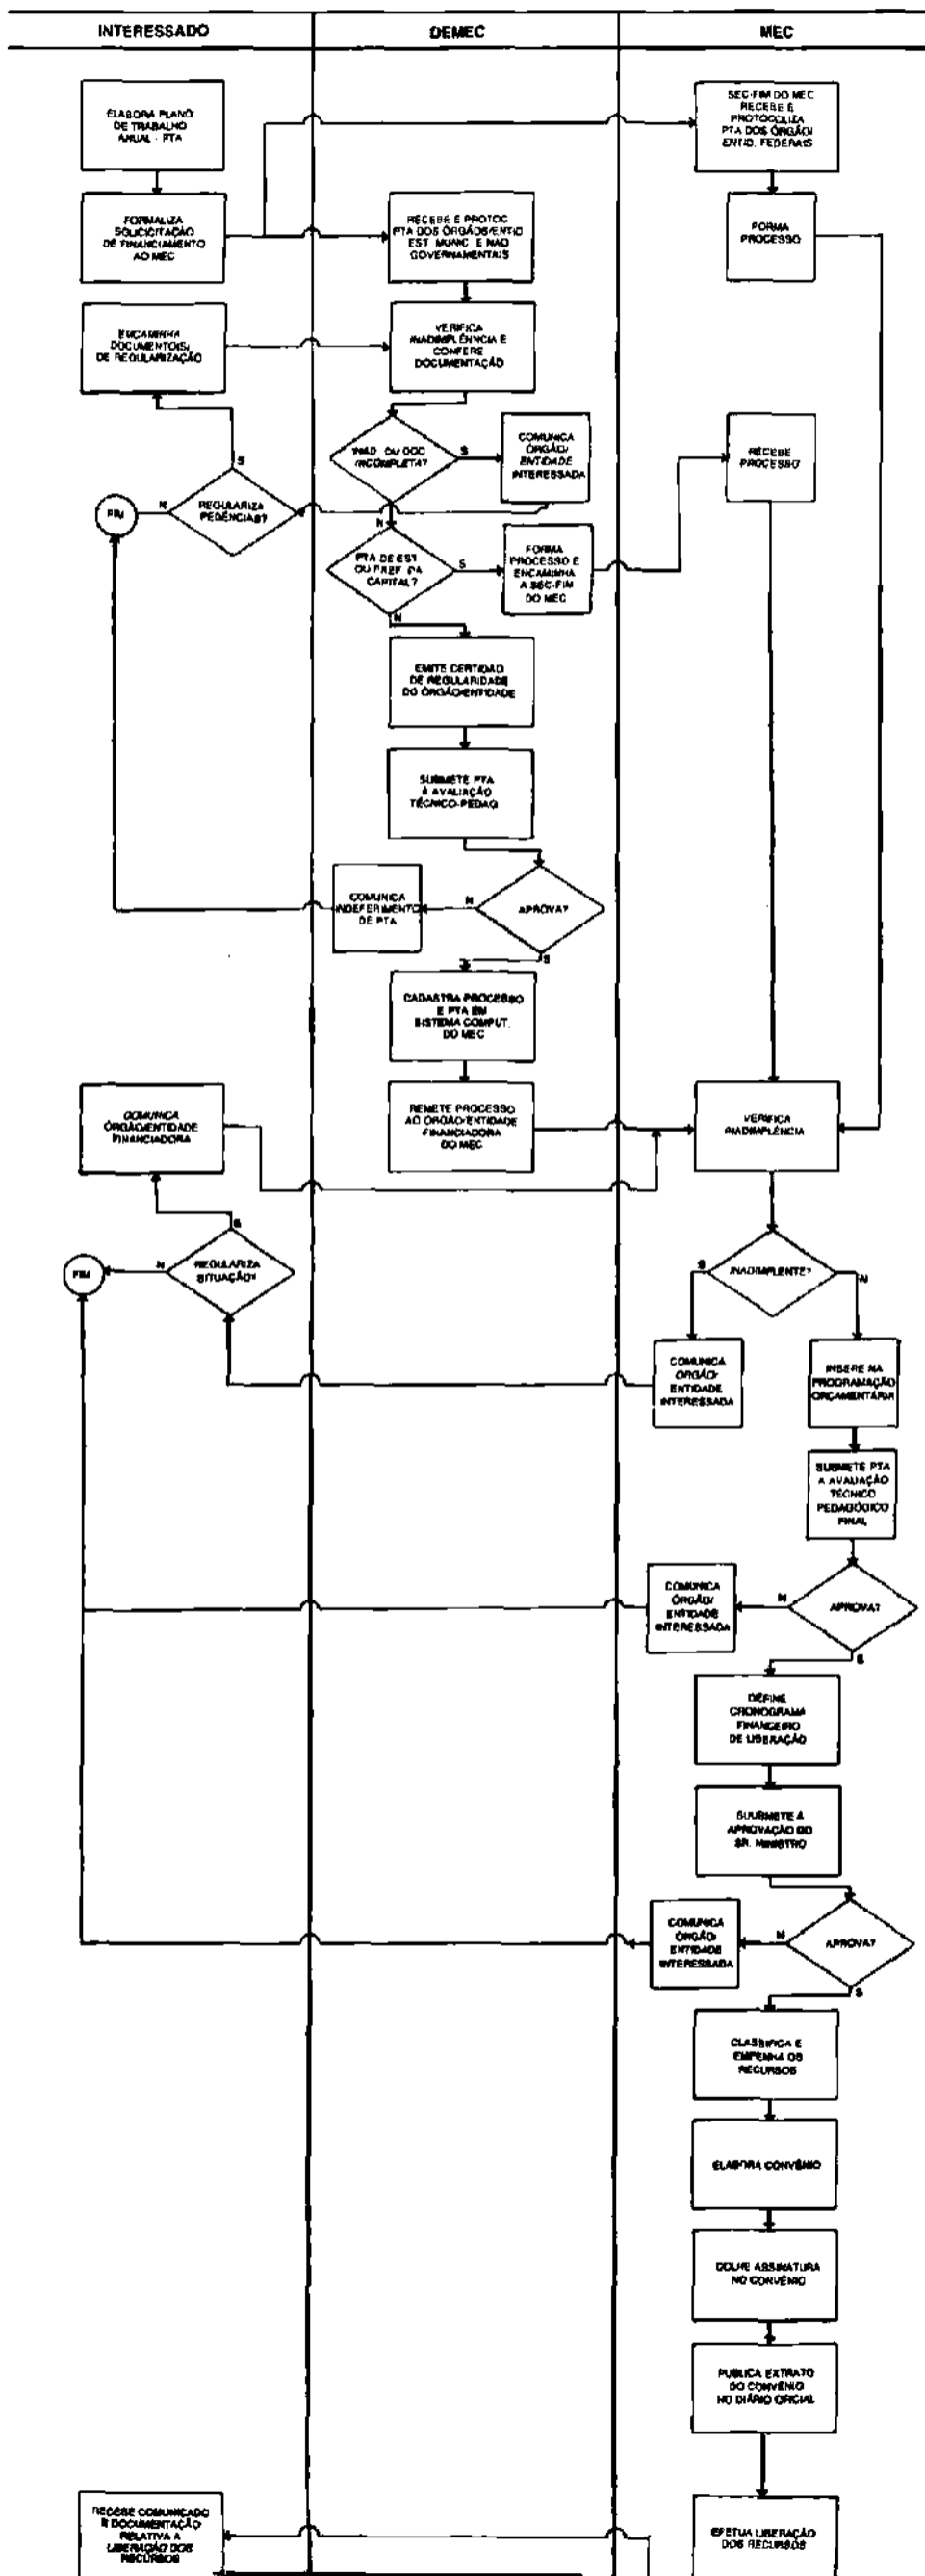 INTERESSADO
DEMEC
MEC
ELABORA PLANO
DE TRABALHO
ANUAL - PTA
SEC-FIM DO MEC
RECEBE E
PROTOCOLIZA
PTA DOS ÓRGÃO/
ENTID. FEDERAIS
FORMALIZA
SOLICITAÇÃO
DE FINANCIAMENTO
AO MEC
RECEBE E PROTOC
PTA DOS ÓRGÃOS/ENTID
EST. MUNIC. E NÃO
GOVERNAMENTAIS
FORMA
PROCESSO
ENCAMINHA
DOCUMENTO(S)
DE REGULARIZAÇÃO
VERIFICA
INADIMPLÊNCIA E
CONFERE
DOCUMENTAÇÃO
INAD. OU DOC
INCOMPLETA?
S
COMUNICA
ÓRGÃO/
ENTIDADE
INTERESSADA
RECEBE
PROCESSO
S
FIM
N
REGULARIZA
PEDÊNCIAS?
N
PTA DE EST.
OU PREF. DA
CAPITAL?
S
FORMA
PROCESSO E
ENCAMINHA
A SEC-FIM
DO MEC
N
EMITE CERTIDÃO
DE REGULARIDADE
DO ÓRGÃO/ENTIDADE
SUBMETE PTA
À AVALIAÇÃO
TÉCNICO-PEDAG
COMUNICA
INDEFERIMENTO
DE PTA
N
APROVA?
S
CADASTRA PROCESSO
E PTA EM
SISTEMA COMPUT.
DO MEC
COMUNICA
ÓRGÃO/ENTIDADE
FINANCIADORA
REMETE PROCESSO
AO ÓRGÃO/ENTIDADE
FINANCIADORA
DO MEC
VERIFICA
INADIMPLÊNCIA
S
FIM
N
REGULARIZA
SITUAÇÃO?
S
INADIMPLENTE?
N
COMUNICA
ÓRGÃO/
ENTIDADE
INTERESSADA
INSERE NA
PROGRAMAÇÃO
ORÇAMENTÁRIA
SUBMETE PTA
A AVALIAÇÃO
TÉCNICO
PEDAGÓGICO
FINAL
COMUNICA
ÓRGÃO/
ENTIDADE
INTERESSADA
N
APROVA?
S
DEFINE
CRONOGRAMA
FINANCEIRO
DE LIBERAÇÃO
SUUBMETE À
APROVAÇÃO DO
SR. MINISTRO
COMUNICA
ÓRGÃO/
ENTIDADE
INTERESSADA
N
APROVA?
S
CLASSIFICA E
EMPENHA OS
RECURSOS
ELABORA CONVÊNIO
COLHE ASSINATURA
NO CONVÊNIO
PUBLICA EXTRATO
DO CONVÊNIO
NO DIÁRIO OFICIAL
RECEBE COMUNICADO
E DOCUMENTAÇÃO
RELATIVA A
LIBERAÇÃO DOS
RECURSOS
EFETUA LIBERAÇÃO
DOS RECURSOS